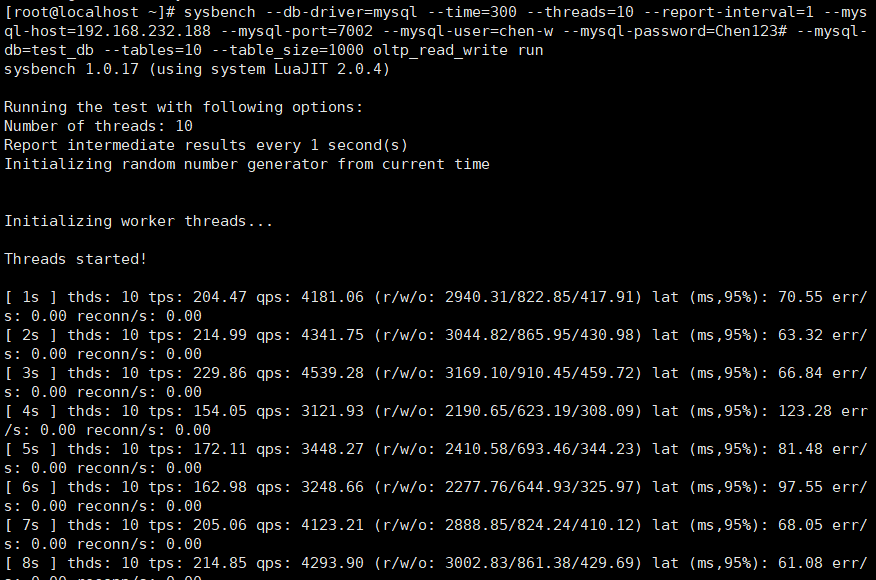 [root@localhost ~]# sysbench --db-driver=mysql --time=300 --threads=10 --report-interval=1 --mys
ql-host=192.168.232.188 --mysql-port=7002 --mysql-user=chen-w --mysql-password=Chen123# --mysql-
db=test_db --tables=10 --table_size=1000 oltp_read_write run
sysbench 1.0.17 (using system LuaJIT 2.0.4)
Running the test with following options:
Number of threads: 10
Report intermediate results every 1 second(s)
Initializing random number generator from current time
Initializing worker threads...
Threads started!
[ 1s ] thds: 10 tps: 204.47 qps: 4181.06 (r/w/o: 2940.31/822.85/417.91) lat (ms,95%): 70.55 err/
s: 0.00 reconn/s: 0.00
[ 2s ] thds: 10 tps: 214.99 qps: 4341.75 (r/w/o: 3044.82/865.95/430.98) lat (ms,95%): 63.32 err/
s: 0.00 reconn/s: 0.00
[ 3s ] thds: 10 tps: 229.86 qps: 4539.28 (r/w/o: 3169.10/910.45/459.72) lat (ms,95%): 66.84 err/
s: 0.00 reconn/s: 0.00
[ 4s ] thds: 10 tps: 154.05 qps: 3121.93 (r/w/o: 2190.65/623.19/308.09) lat (ms,95%): 123.28 err
/s: 0.00 reconn/s: 0.00
[ 5s ] thds: 10 tps: 172.11 qps: 3448.27 (r/w/o: 2410.58/693.46/344.23) lat (ms,95%): 81.48 err/
s: 0.00 reconn/s: 0.00
[ 6s ] thds: 10 tps: 162.98 qps: 3248.66 (r/w/o: 2277.76/644.93/325.97) lat (ms,95%): 97.55 err/
s: 0.00 reconn/s: 0.00
[ 7s ] thds: 10 tps: 205.06 qps: 4123.21 (r/w/o: 2888.85/824.24/410.12) lat (ms,95%): 68.05 err/
s: 0.00 reconn/s: 0.00
[ 8s ] thds: 10 tps: 214.85 qps: 4293.90 (r/w/o: 3002.83/861.38/429.69) lat (ms,95%): 61.08 err/
s: 0.00 reconn/s: 0.00